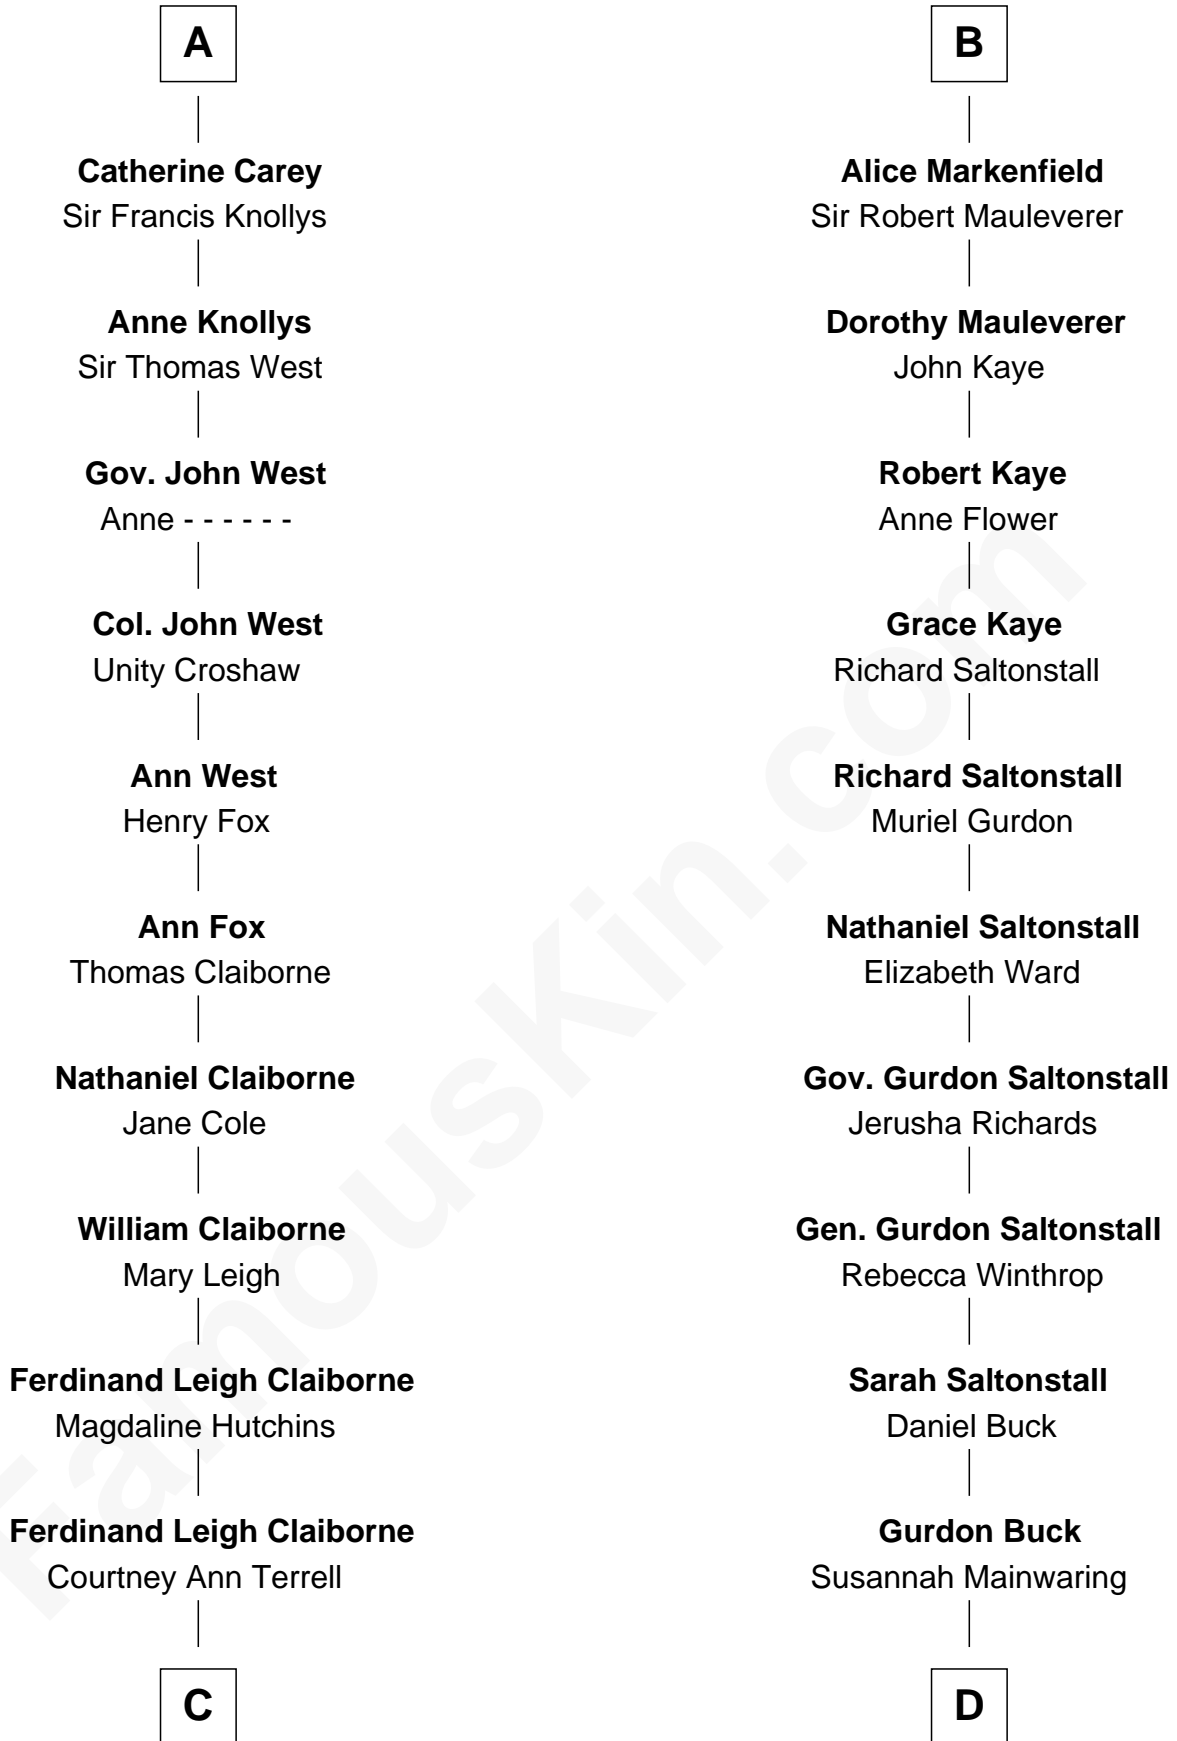 A
Catherine Carey
Sir Francis Knollys
Anne Knollys
Sir Thomas West
Gov. John West
Anne - - - - - -
Col. John West
Unity Croshaw
Ann West
Henry Fox
Ann Fox
Thomas Claiborne
Nathaniel Claiborne
Jane Cole
William Claiborne
Mary Leigh
Ferdinand Leigh Claiborne
Magdaline Hutchins
Ferdinand Leigh Claiborne
Courtney Ann Terrell
C
B
Alice Markenfield
Sir Robert Mauleverer
Dorothy Mauleverer
John Kaye
Robert Kaye
Anne Flower
Grace Kaye
Richard Saltonstall
Richard Saltonstall
Muriel Gurdon
Nathaniel Saltonstall
Elizabeth Ward
Gov. Gurdon Saltonstall
Jerusha Richards
Gen. Gurdon Saltonstall
Rebecca Winthrop
Sarah Saltonstall
Daniel Buck
Gurdon Buck
Susannah Mainwaring
D
FamousKin.com